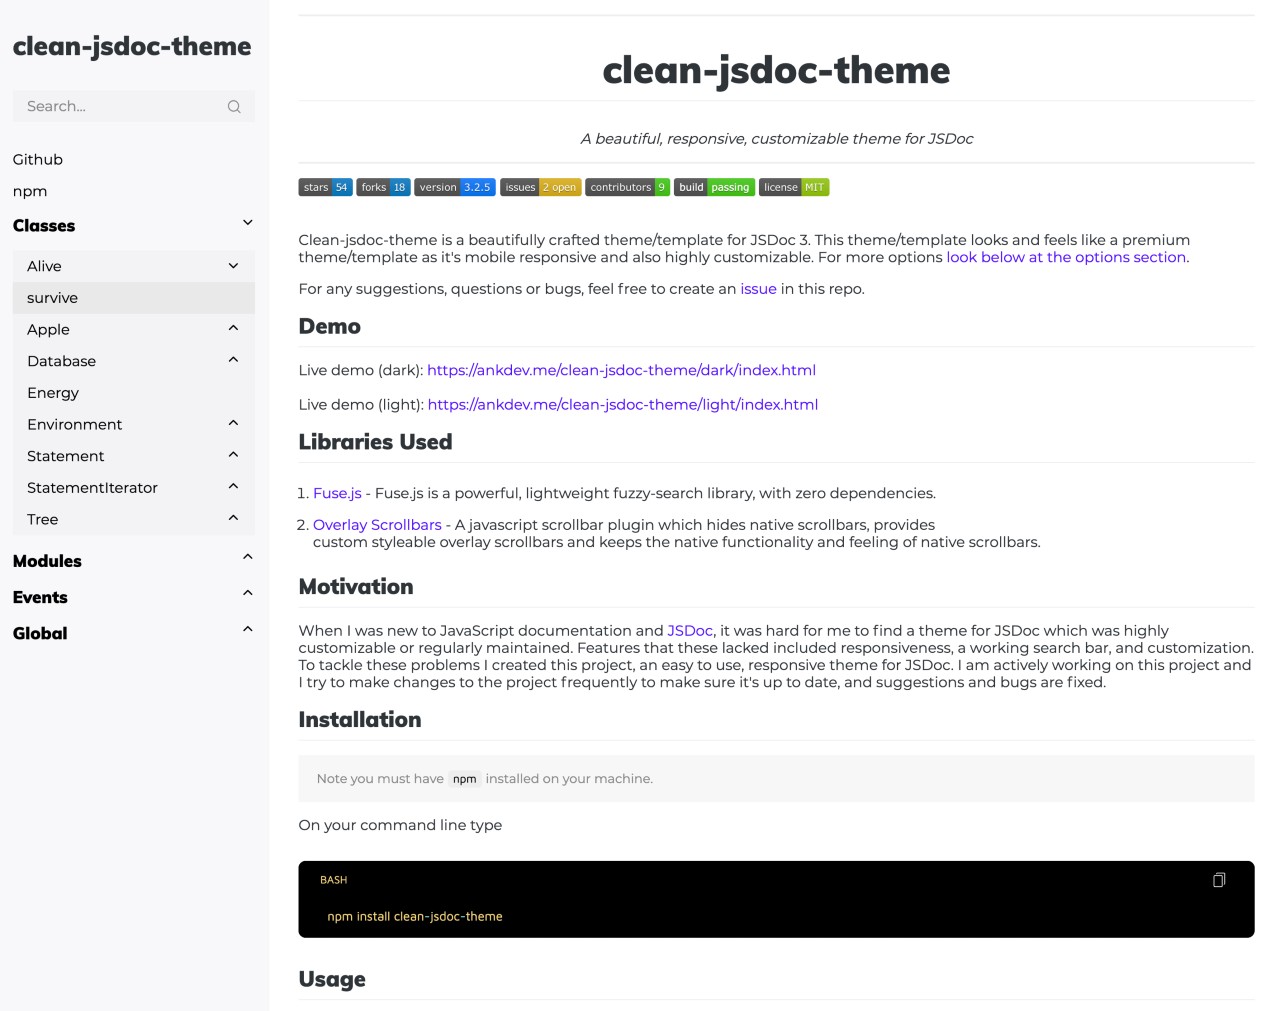 clean-jsdoc-theme
Search...
Github
npm
Classes
Alive
survive
Apple
Database
Energy
Environment
Statement
StatementIterator
Tree
Modules
Events
Global
clean-jsdoc-theme
A beautiful, responsive, customizable theme for JSDoc
stars 54 forks 18 version 3.2.5 issues 2 open contributors 9 build passing license MIT
Clean-jsdoc-theme is a beautifully crafted theme/template for JSDoc 3. This theme/template looks and feels like a premium
theme/template as it's mobile responsive and also highly customizable. For more options look below at the options section.
For any suggestions, questions or bugs, feel free to create an issue in this repo.
Demo
Live demo (dark): https://ankdev.me/clean-jsdoc-theme/dark/index.html
Live demo (light): https://ankdev.me/clean-jsdoc-theme/light/index.html
Libraries Used
1. Fuse.js - Fuse.js is a powerful, lightweight fuzzy-search library, with zero dependencies.
2. Overlay Scrollbars - A javascript scrollbar plugin which hides native scrollbars, provides
custom styleable overlay scrollbars and keeps the native functionality and feeling of native scrollbars.
Motivation
When I was new to JavaScript documentation and JSDoc, it was hard for me to find a theme for JSDoc which was highly
customizable or regularly maintained. Features that these lacked included responsiveness, a working search bar, and customization.
To tackle these problems I created this project, an easy to use, responsive theme for JSDoc. I am actively working on this project and
I try to make changes to the project frequently to make sure it's up to date, and suggestions and bugs are fixed.
Installation
Note you must have npm installed on your machine.
On your command line type
BASH
npm install clean-jsdoc-theme
Usage